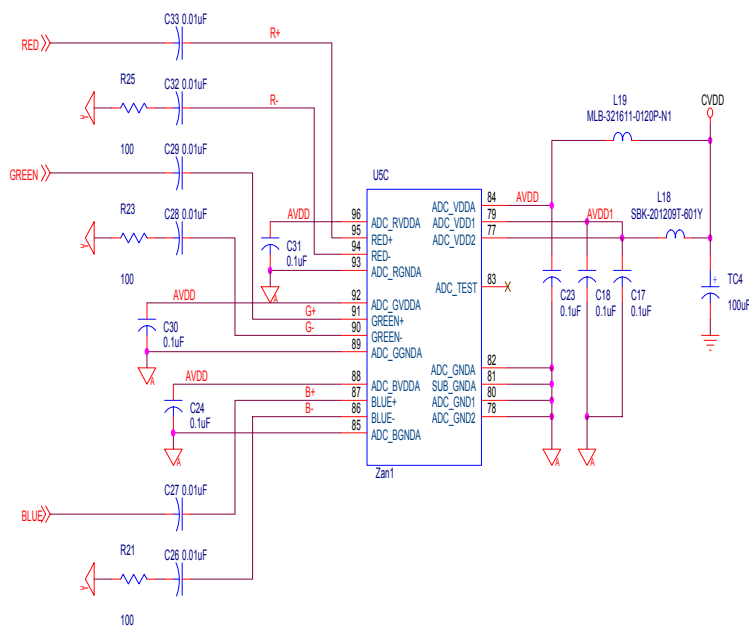 C33 0.01uF
R+
RED
R25
C32 0.01uF
R-
100
L19
MLB-321611-0120P-N1
CVDD
C29 0.01uF
GREEN
U5C
R23
C28 0.01uF
100
L18
SBK-201209T-601Y
AVDD
AVDD1
AVDD
96
95
94
93
ADC_RVDDA
RED+
RED-
ADC_RGNDA
84
79
77
ADC_VDDA
ADC_VDD1
ADC_VDD2
C31
0.1uF
A
ADC_TEST
83
AVDD
92
91
90
89
ADC_GVDDA
GREEN+
GREEN-
ADC_GGNDA
G+
G-
C30
0.1uF
A
C23
0.1uF
C18
0.1uF
C17
0.1uF
TC4
100uF
AVDD
88
87
86
85
ADC_BVDDA
BLUE+
BLUE-
ADC_BGNDA
B+
B-
C24
0.1uF
A
82
81
80
78
ADC_GNDA
SUB_GNDA
ADC_GND1
ADC_GND2
A
A
Zan1
C27 0.01uF
BLUE
R21
C26 0.01uF
100